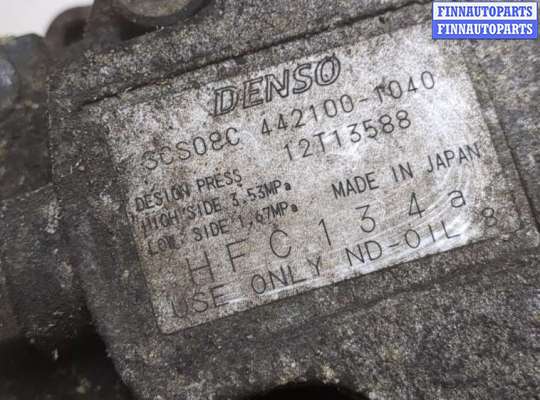 FINNAUTOPARTS
FINNAUTOPARTS
DENSO
SCS08C 442100-1040
12T13588
DESIGN PRESS
HIGH SIDE 3.53MPa
LOW SIDE 1.67MPa
MADE IN JAPAN
HFC134a
USE ONLY ND-OIL 8